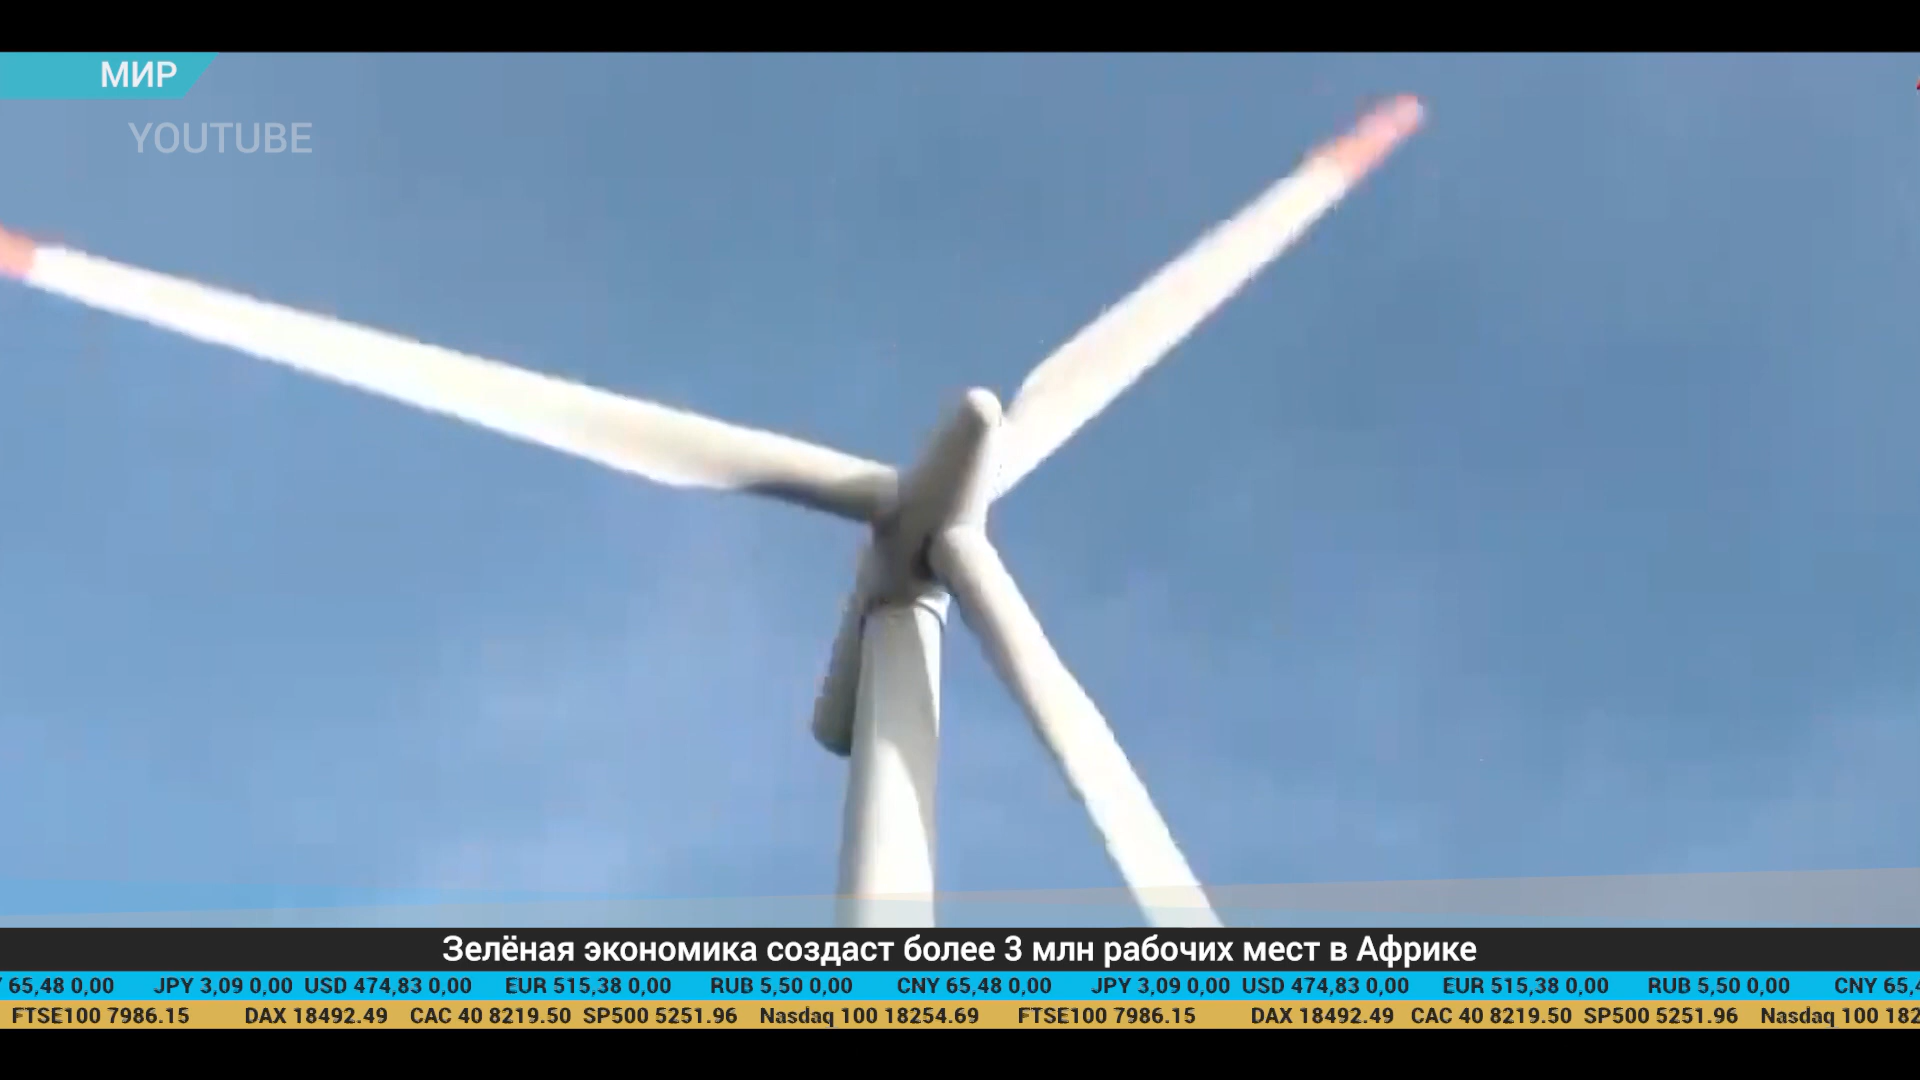 МИР
YOUTUBE
Зелёная экономика создаст более 3 млн рабочих мест в Африке
65,48 0,00 JPY 3,09 0,00 USD 474,83 0,00 EUR 515,38 0,00 RUB 5,50 0,00 CNY 65,48 0,00 JPY 3,09 0,00 USD 474,83 0,00 EUR 515,38 0,00 RUB 5,50 0,00 CNY
FTSE100 7986.15 DAX 18492.49 CAC 40 8219.50 SP500 5251.96 Nasdaq 100 18254.69 FTSE100 7986.15 DAX 18492.49 CAC 40 8219.50 SP500 5251.96 Nasdaq 100